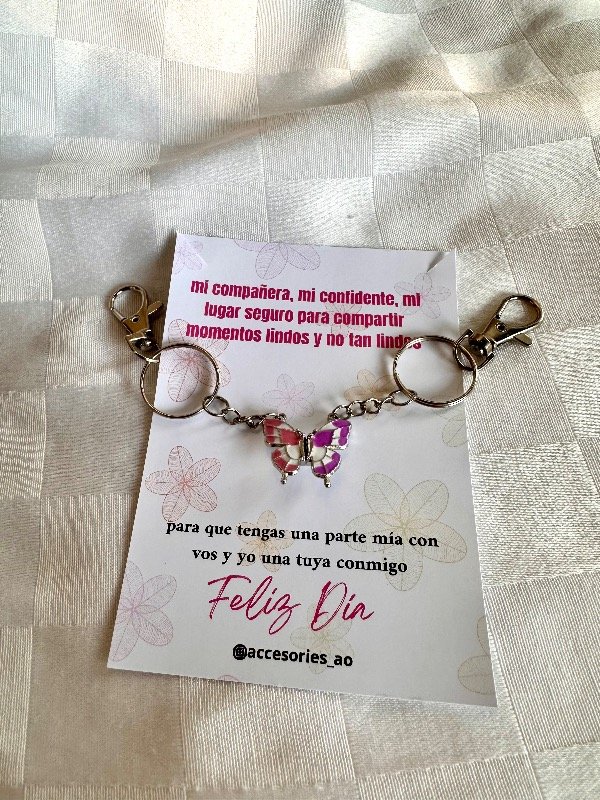 mi compañera, mi confidente, mi
lugar seguro para compartir
momentos lindos y no tan lindos
para que tengas una parte mía con
vos y yo una tuya conmigo
Feliz Día
@accesories_ao